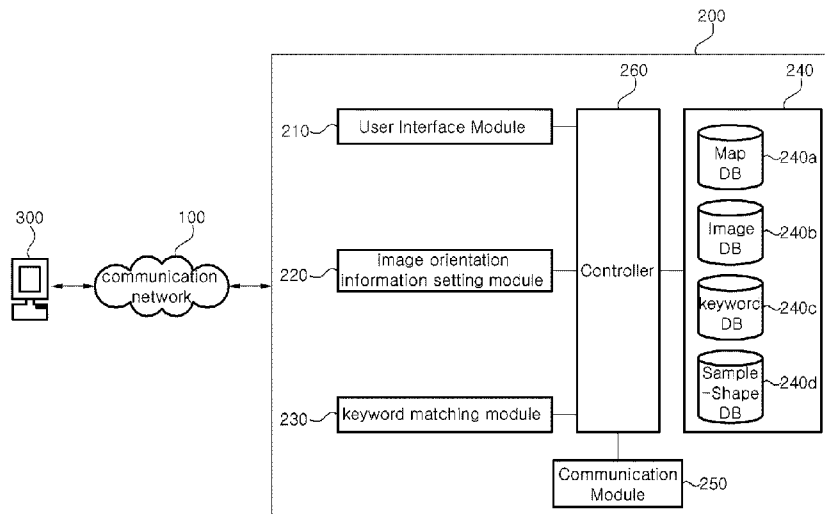 200
260
240
210
User Interface Module
Map
DB
240a
300
100
communication
network
220
image orientation
information setting module
Controller
Image
DB
240b
keyword
DB
240c
230
keyword matching module
Sample
-Shape
DB
240d
Communication
Module
250